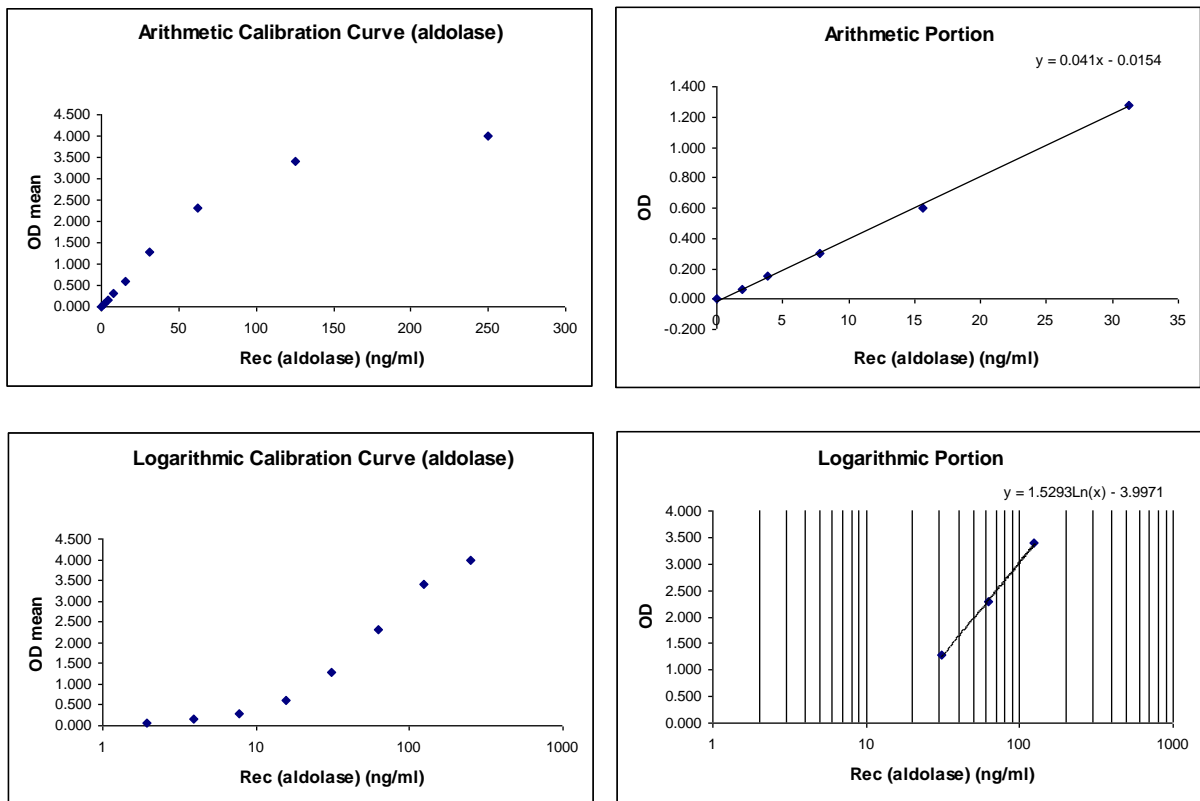 Arithmetic Calibration Curve (aldolase)
4.500
4.000
3.500
3.000
2.500
2.000
1.500
1.000
0.500
0.000
OD mean
0 50 100 150 200 250 300
Rec (aldolase) (ng/ml)
Arithmetic Portion
y = 0.041x - 0.0154
1.400
1.200
1.000
0.800
0.600
0.400
0.200
0.000
-0.200
OD
0 5 10 15 20 25 30 35
Rec (aldolase) (ng/ml)
Logarithmic Calibration Curve (aldolase)
4.500
4.000
3.500
3.000
2.500
2.000
1.500
1.000
0.500
0.000
OD mean
1 10 100 1000
Rec (aldolase) (ng/ml)
Logarithmic Portion
y = 1.5293Ln(x) - 3.9971
4.000
3.500
3.000
2.500
2.000
1.500
1.000
0.500
0.000
OD
1 10 100 1000
Rec (aldolase) (ng/ml)